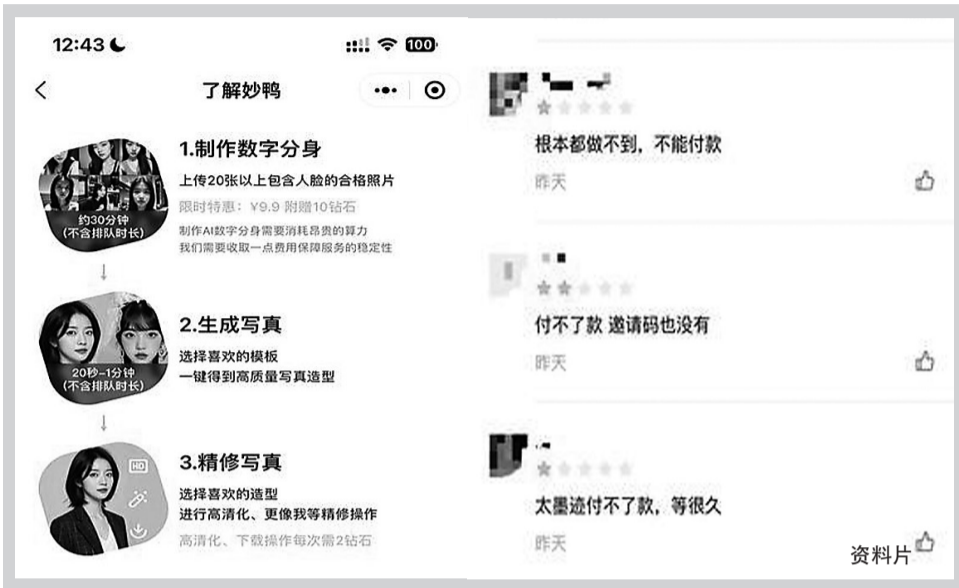 12:43
100
了解妙鸭
约30分钟
(不含排队时长)
1.制作数字分身
上传20张以上包含人脸的合格照片
限时特惠：¥9.9 附赠10钻石
制作AI数字分身需要消耗昂贵的算力
我们需要收取一点费用保障服务的稳定性
↓
20秒-1分钟
(不含排队时长)
2.生成写真
选择喜欢的模板
一键得到高质量写真造型
↓
HD
3.精修写真
选择喜欢的造型
进行高清化、更像我等精修操作
高清化、下载操作每次需2钻石
根本都做不到，不能付款
昨天
付不了款 邀请码也没有
昨天
太墨迹付不了款，等很久
昨天
资料片